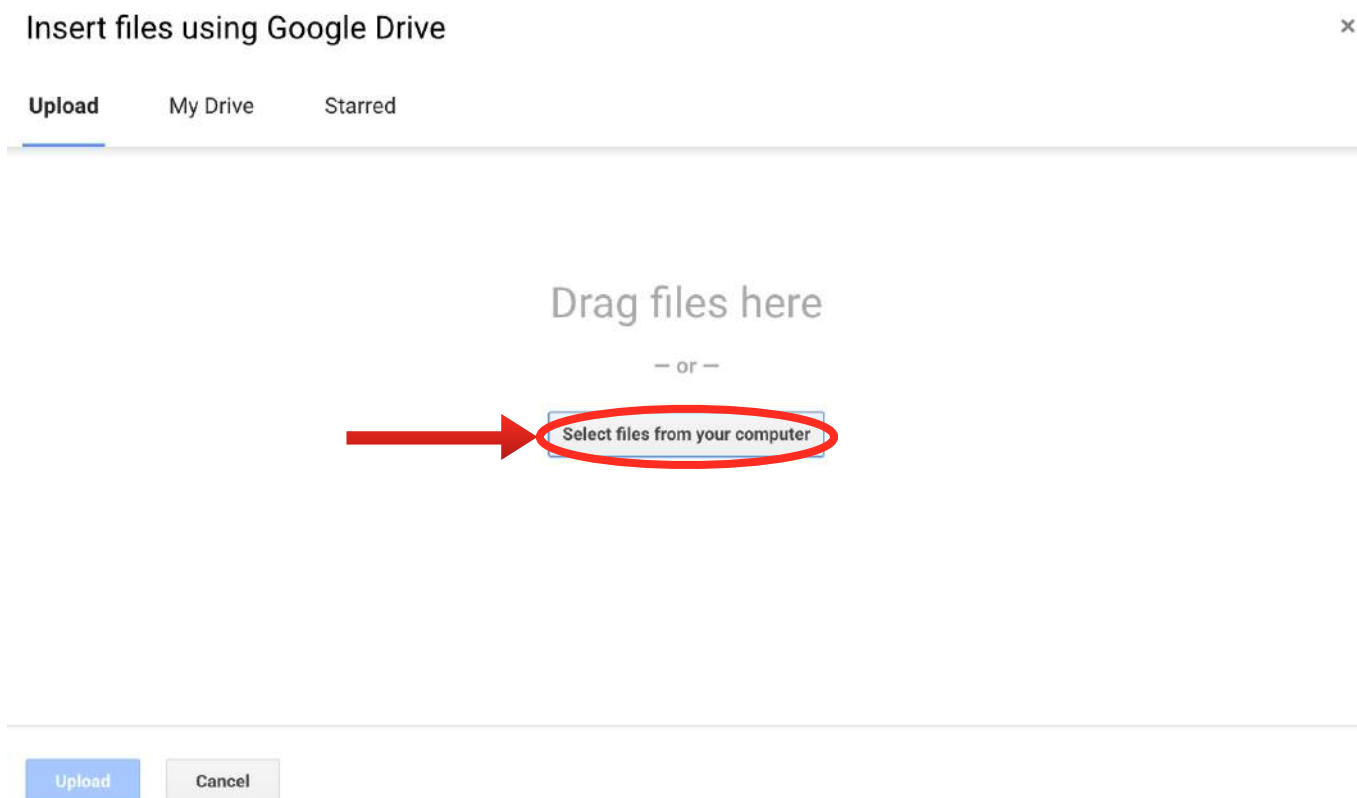 Insert files using Google Drive ×
Upload My Drive Starred
Drag files here
— or —
Select files from your computer
Upload Cancel